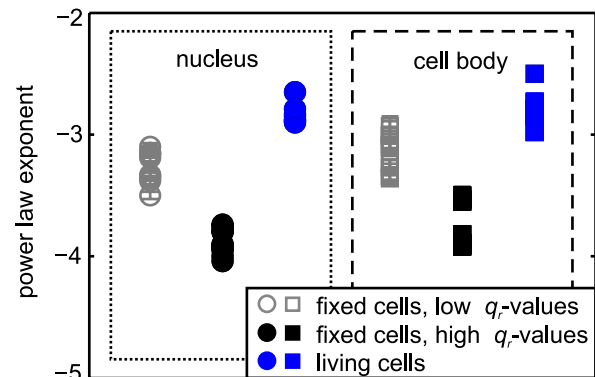 −2
nucleus
cell body
−3
power law exponent
−4
fixed cells, low qr-values
fixed cells, high qr-values
living cells
−5